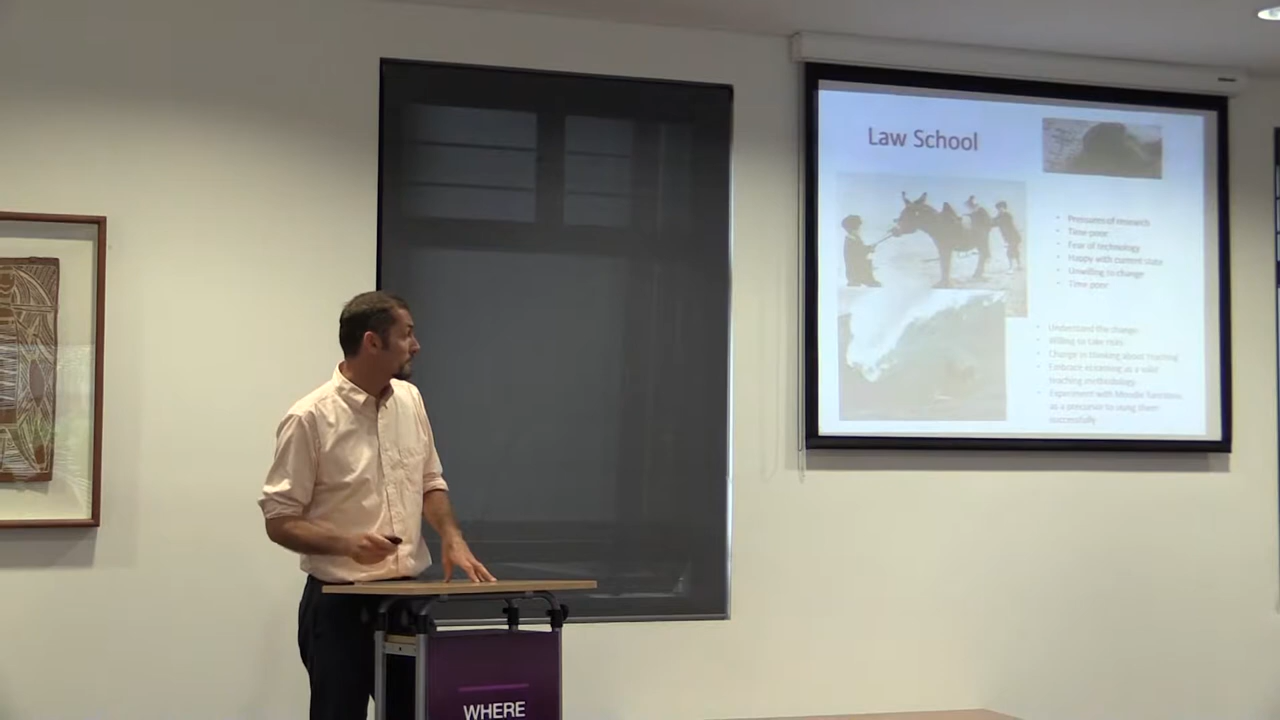 Law School
Pressures of research
Time poor
Fear of technology
Happy with current state
Unwilling to change
Time poor
Understand the change
Willing to take risks
Change in thinking about teaching
Embrace eLearning as a valid
teaching methodology
Experiment with Moodle functions
as a precursor to using them
successfully
WHERE